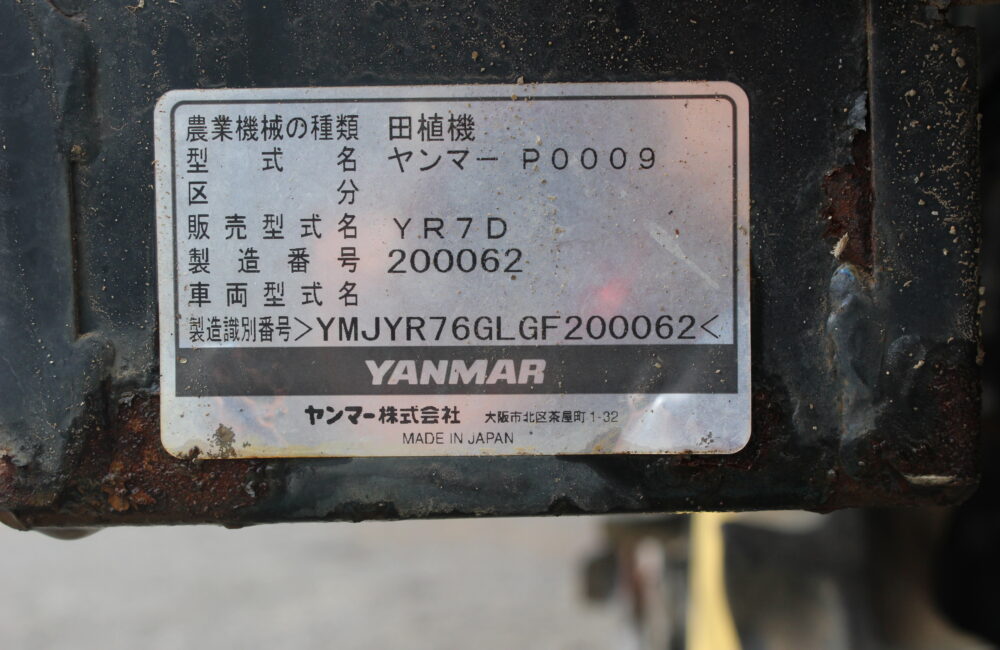 農業機械の種類 田植機
型式名 ヤンマー P0009
区分
販売型式名 YR7D
製造番号 200062
車両型式名
製造識別番号>YMJYR76GLGF200062<
YANMAR
ヤンマー株式会社 大阪市北区茶屋町1-32
MADE IN JAPAN